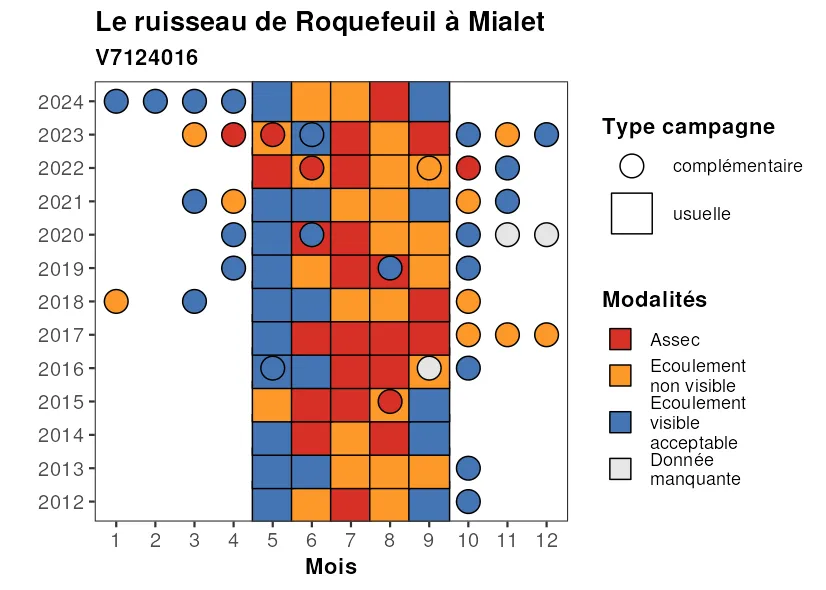 Le ruisseau de Roquefeuil à Mialet
V7124016
2024
2023
2022
2021
2020
2019
2018
2017
2016
2015
2014
2013
2012
1 2 3 4 5 6 7 8 9 10 11 12
Mois
Type campagne
complémentaire
usuelle
Modalités
Assec
Ecoulement
non visible
Ecoulement
visible
acceptable
Donnée
manquante